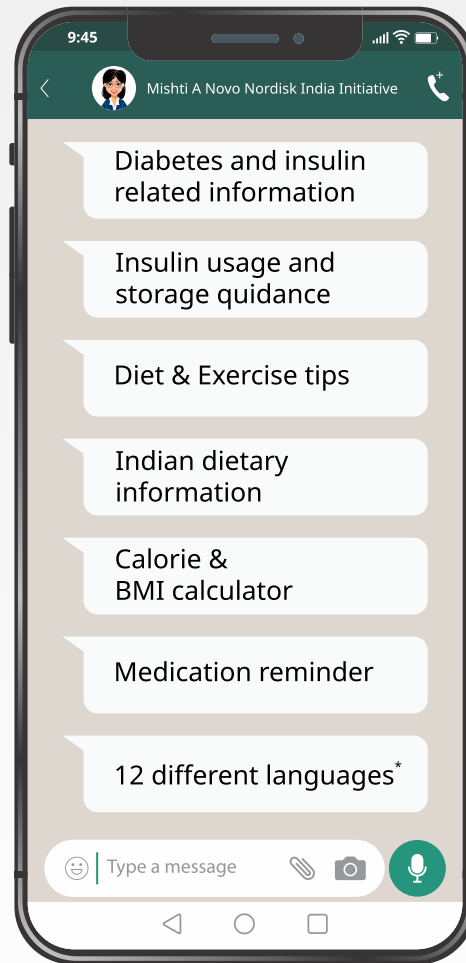 9:45
Mishti A Novo Nordisk India Initiative
Diabetes and insulin
related information
Insulin usage and
storage quidance
Diet & Exercise tips
Indian dietary
information
Calorie &
BMI calculator
Medication reminder
12 different languages*
Type a message